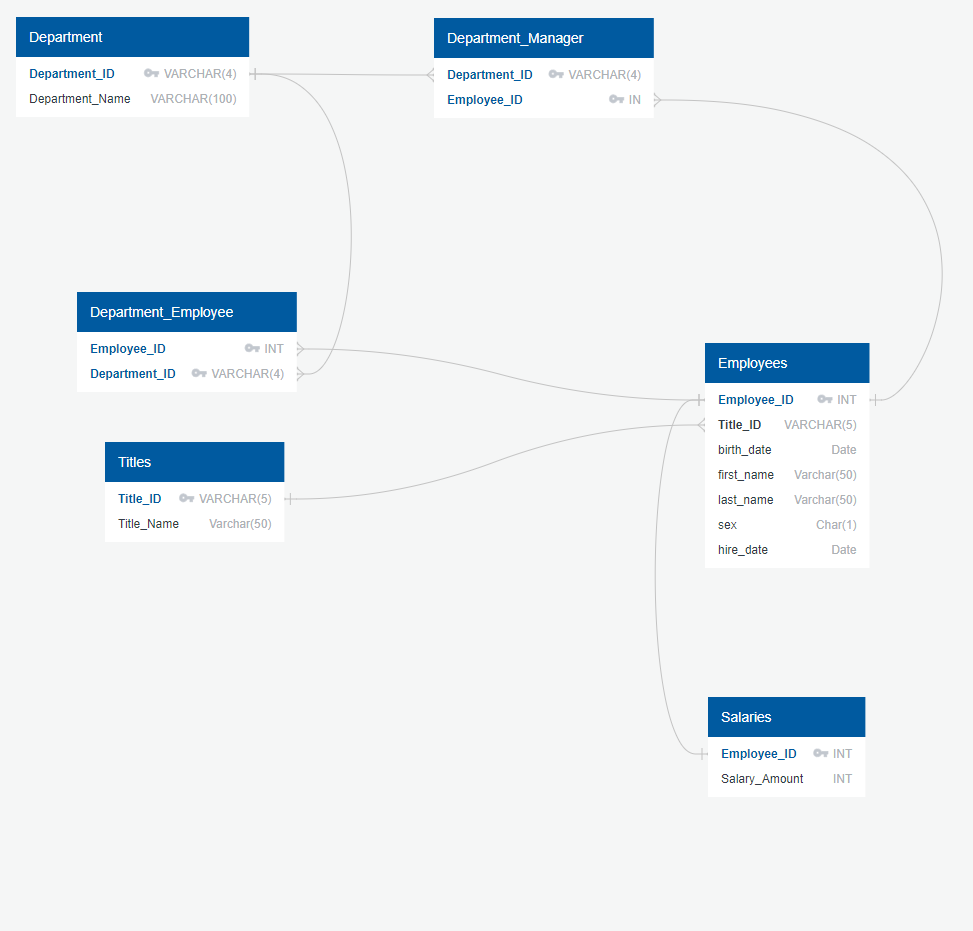 Department
Department_ID VARCHAR(4)
Department_Name VARCHAR(100)
Department_Manager
Department_ID VARCHAR(4)
Employee_ID IN
Department_Employee
Employee_ID INT
Department_ID VARCHAR(4)
Employees
Employee_ID INT
Title_ID VARCHAR(5)
birth_date Date
first_name Varchar(50)
last_name Varchar(50)
sex Char(1)
hire_date Date
Titles
Title_ID VARCHAR(5)
Title_Name Varchar(50)
Salaries
Employee_ID INT
Salary_Amount INT